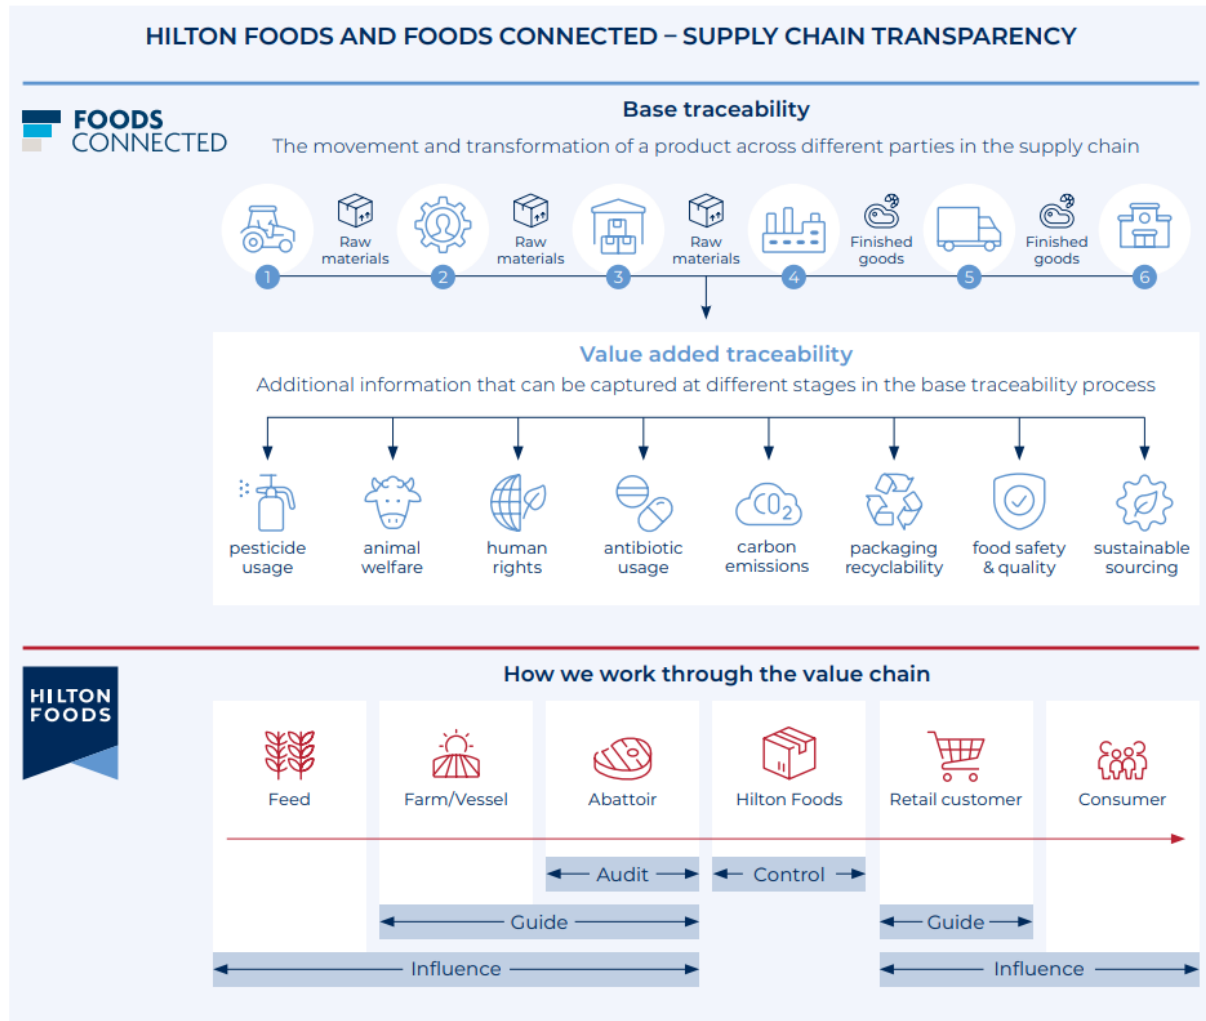 HILTON FOODS AND FOODS CONNECTED – SUPPLY CHAIN TRANSPARENCY
FOODS
CONNECTED
Base traceability
The movement and transformation of a product across different parties in the supply chain
Raw
materials
Raw
materials
Raw
materials
Finished
goods
Finished
goods
1
2
3
4
5
6
Value added traceability
Additional information that can be captured at different stages in the base traceability process
CO2
pesticide
usage
animal
welfare
human
rights
antibiotic
usage
carbon
emissions
packaging
recyclability
food safety
& quality
sustainable
sourcing
HILTON
FOODS
How we work through the value chain
Feed
Farm/Vessel
Abattoir
Hilton Foods
Retail customer
Consumer
Audit
Control
Guide
Guide
Influence
Influence